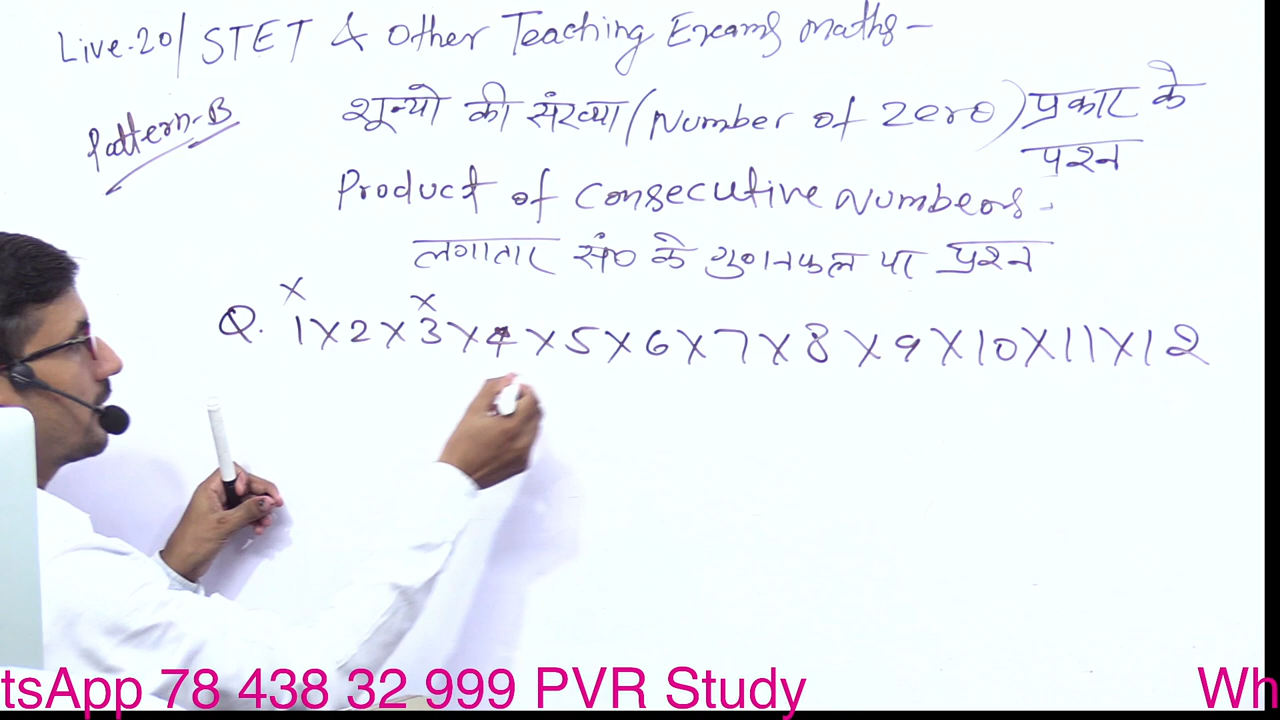 Live-20/ STET & Other Teaching Exams maths-
Pattern-B
शून्यो की संख्या (Number of Zero) प्रकार के
प्रश्न
Product of Consecutive Numbers.
लगातार सं० के गुणनफल पर प्रश्न
x x
Q. 1 X 2 X 3 X 4 X 5 X 6 X 7 X 8 X 9 X 10 X 11 X 12
tsApp 78 438 32 999 PVR Study Wh